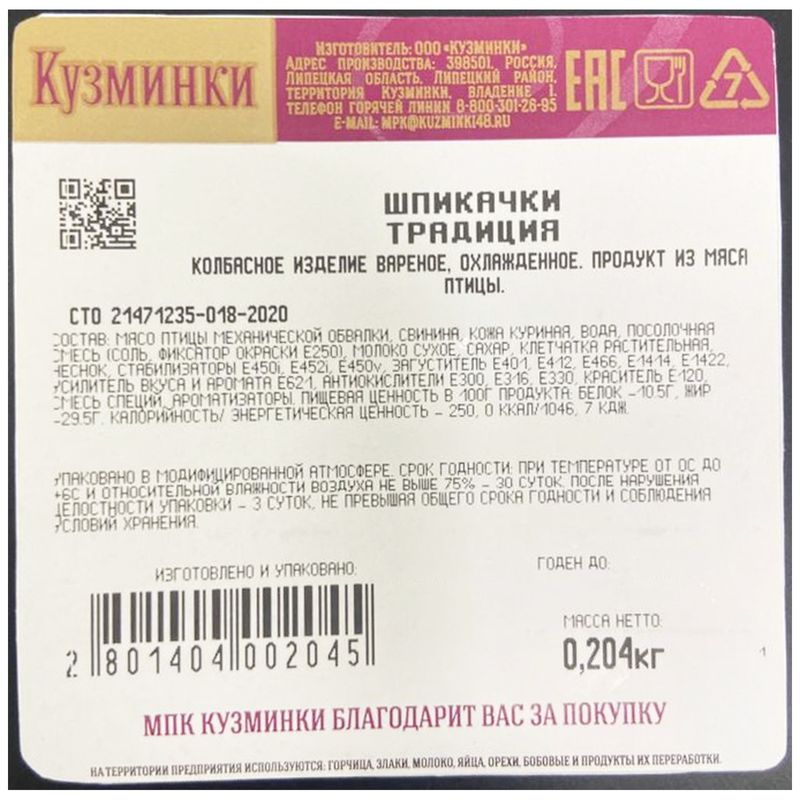 Кузминки
ИЗГОТОВИТЕЛЬ: ООО «КУЗМИНКИ»
АДРЕС ПРОИЗВОДСТВА: 398501, РОССИЯ,
ЛИПЕЦКАЯ ОБЛАСТЬ, ЛИПЕЦКИЙ РАЙОН,
ТЕРРИТОРИЯ КУЗМИНКИ, ВЛАДЕНИЕ 1.
ТЕЛЕФОН ГОРЯЧЕЙ ЛИНИИ 8-800-301-26-95
E-MAIL: MPK@KUZMINKI48.RU
EAC
7
ШПИКАЧКИ
ТРАДИЦИЯ
КОЛБАСНОЕ ИЗДЕЛИЕ ВАРЕНОЕ, ОХЛАЖДЕННОЕ. ПРОДУКТ ИЗ МЯСА
ПТИЦЫ.
СТО 21471235-018-2020
СОСТАВ: МЯСО ПТИЦЫ МЕХАНИЧЕСКОЙ ОБВАЛКИ, СВИНИНА, КОЖА КУРИНАЯ, ВОДА, ПОСОЛОЧНАЯ
СМЕСЬ (СОЛЬ, ФИКСАТОР ОКРАСКИ Е250), МОЛОКО СУХОЕ, САХАР, КЛЕТЧАТКА РАСТИТЕЛЬНАЯ,
ЧЕСНОК, СТАБИЛИЗАТОРЫ Е450i, Е452i, Е450v, ЗАГУСТИТЕЛЬ Е401, Е412, Е466, Е1414, Е1422,
УСИЛИТЕЛЬ ВКУСА И АРОМАТА Е621, АНТИОКИСЛИТЕЛИ Е300, Е316, Е330, КРАСИТЕЛЬ Е120,
СМЕСЬ СПЕЦИЙ, АРОМАТИЗАТОРЫ. ПИЩЕВАЯ ЦЕННОСТЬ В 100Г ПРОДУКТА: БЕЛОК -10.5Г, ЖИР
-29.5Г. КАЛОРИЙНОСТЬ/ ЭНЕРГЕТИЧЕСКАЯ ЦЕННОСТЬ - 250, 0 ККАЛ/1046, 7 КДЖ.
УПАКОВАНО В МОДИФИЦИРОВАННОЙ АТМОСФЕРЕ. СРОК ГОДНОСТИ: ПРИ ТЕМПЕРАТУРЕ ОТ 0С ДО
+6С И ОТНОСИТЕЛЬНОЙ ВЛАЖНОСТИ ВОЗДУХА НЕ ВЫШЕ 75% - 30 СУТОК. ПОСЛЕ НАРУШЕНИЯ
ЦЕЛОСТНОСТИ УПАКОВКИ - 3 СУТОК, НЕ ПРЕВЫШАЯ ОБЩЕГО СРОКА ГОДНОСТИ И СОБЛЮДЕНИЯ
УСЛОВИЙ ХРАНЕНИЯ.
ИЗГОТОВЛЕНО И УПАКОВАНО:
ГОДЕН ДО:
МАССА НЕТТО:
0,204кг
1
2 801404 002045
МПК КУЗМИНКИ БЛАГОДАРИТ ВАС ЗА ПОКУПКУ
НА ТЕРРИТОРИИ ПРЕДПРИЯТИЯ ИСПОЛЬЗУЮТСЯ: ГОРЧИЦА, ЗЛАКИ, МОЛОКО, ЯЙЦА, ОРЕХИ, БОБОВЫЕ И ПРОДУКТЫ ИХ ПЕРЕРАБОТКИ.